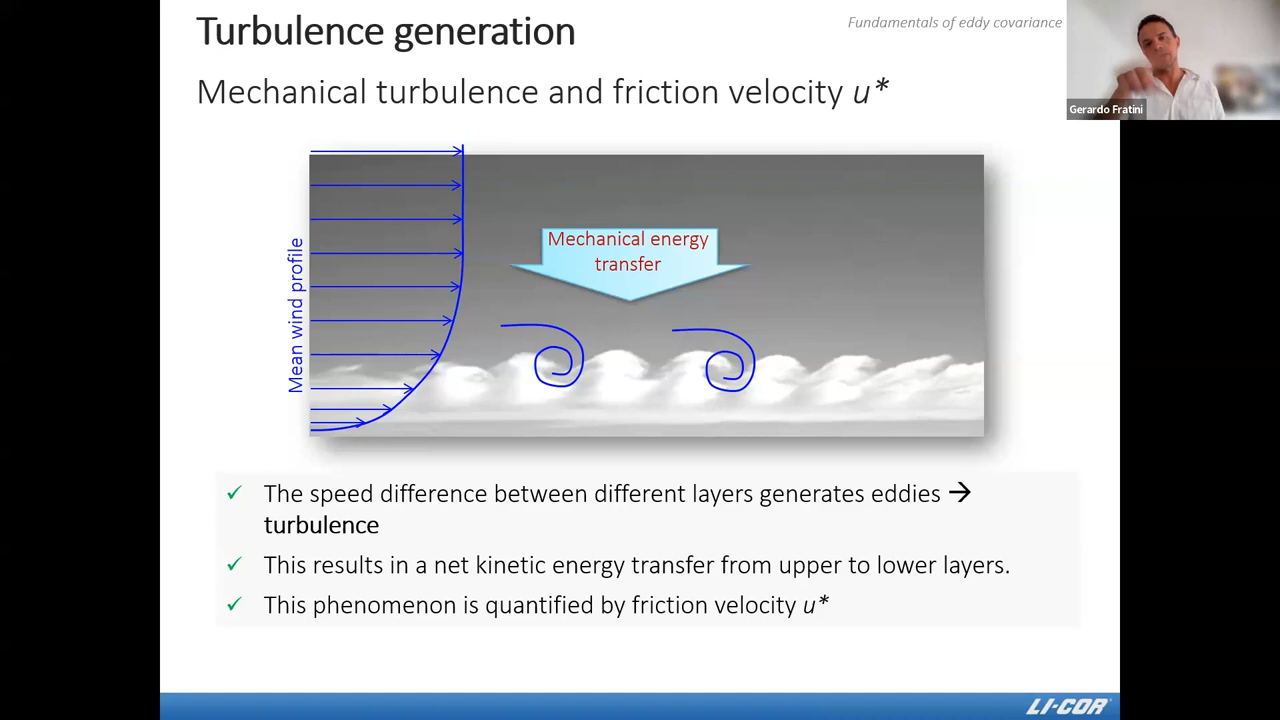 Turbulence generation
Fundamentals of eddy covariance
Gerardo Fratini
Mechanical turbulence and friction velocity u*
Mean wind profile
Mechanical energy
transfer
✓ The speed difference between different layers generates eddies →
turbulence
✓ This results in a net kinetic energy transfer from upper to lower layers.
✓ This phenomenon is quantified by friction velocity u*
LI-COR